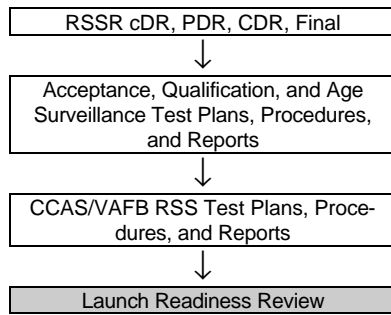 RSSR cDR, PDR, CDR, Final
Acceptance, Qualification, and Age
Surveillance Test Plans, Procedures,
and Reports
CCAS/VAFB RSS Test Plans, Proce-
dures, and Reports
Launch Readiness Review